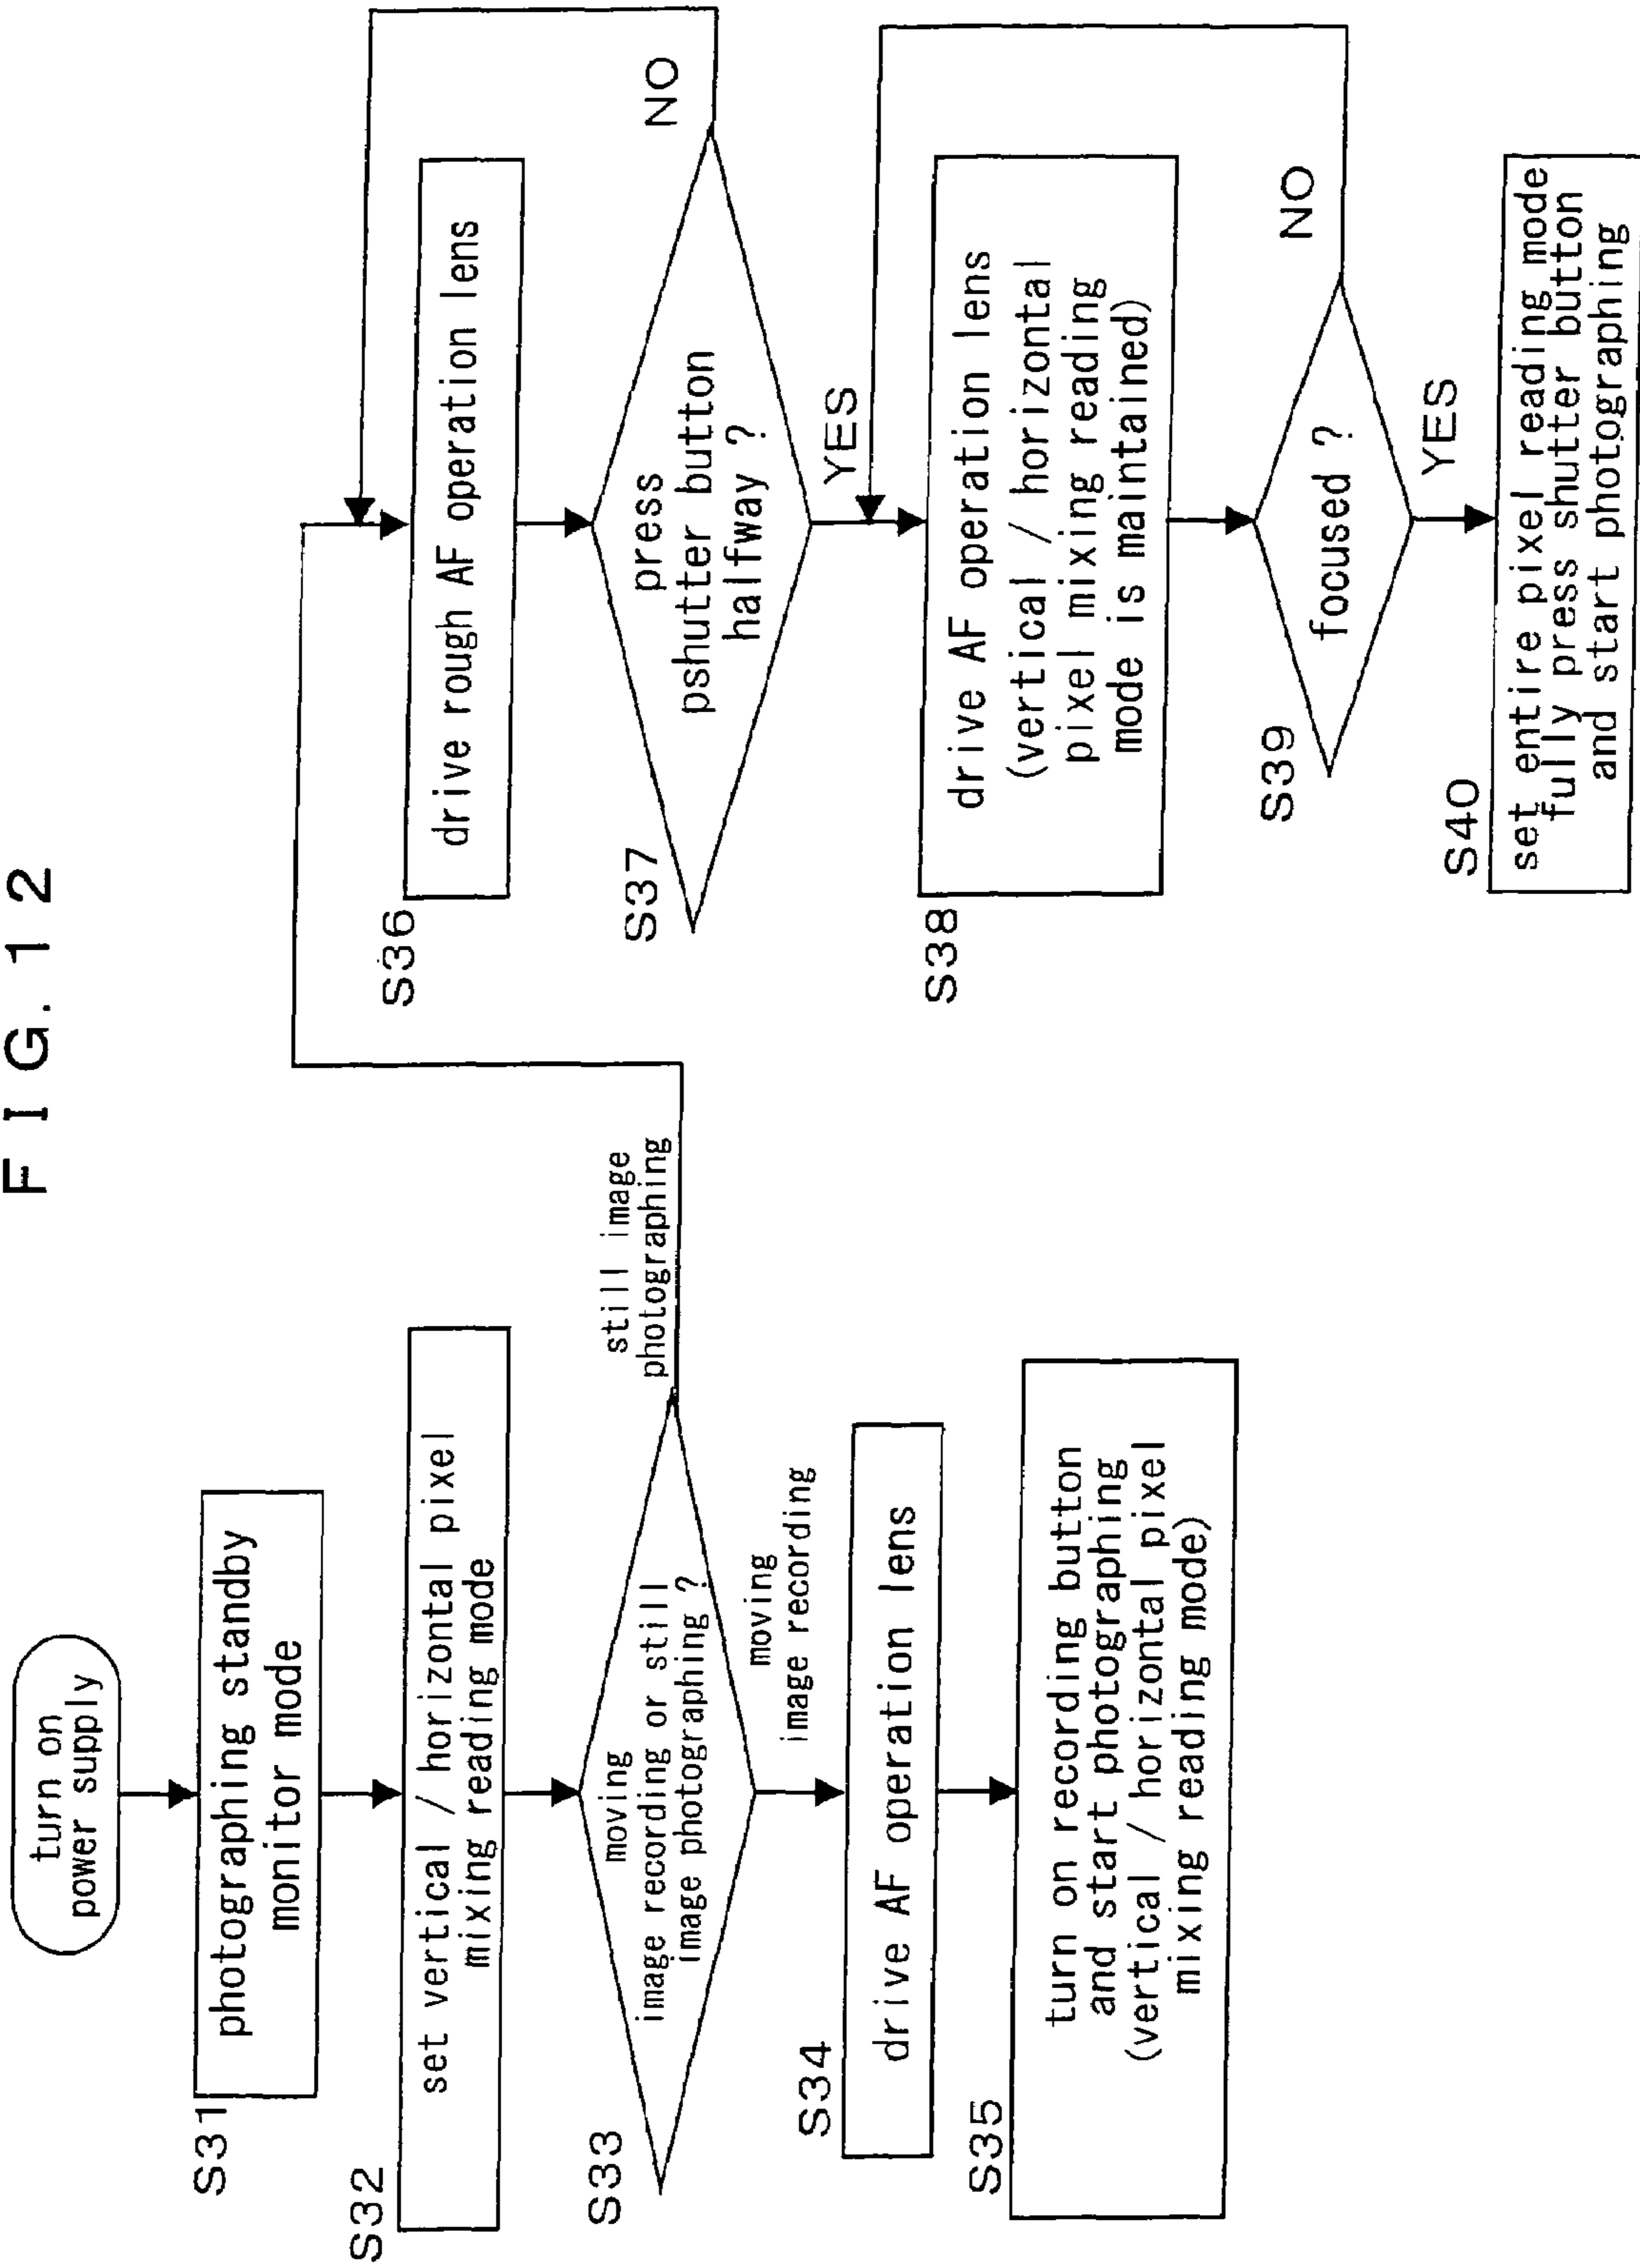 FIG. 12
turn on
power supply
S31
photographing standby
monitor mode
S32
set vertical / horizontal pixel
mixing reading mode
S33
moving
image recording or still
image photographing ?
still image
photographing
moving
image recording
S34
drive AF operation lens
S35
turn on recording button
and start photographing
(vertical / horizontal pixel
mixing reading mode)
S36
drive rough AF operation lens
S37
press
pshutter button
halfway ?
NO
YES
S38
drive AF operation lens
(vertical / horizontal
pixel mixing reading
mode is maintained)
S39
focused ?
NO
YES
S40
set entire pixel reading mode
fully press shutter button
and start photographing